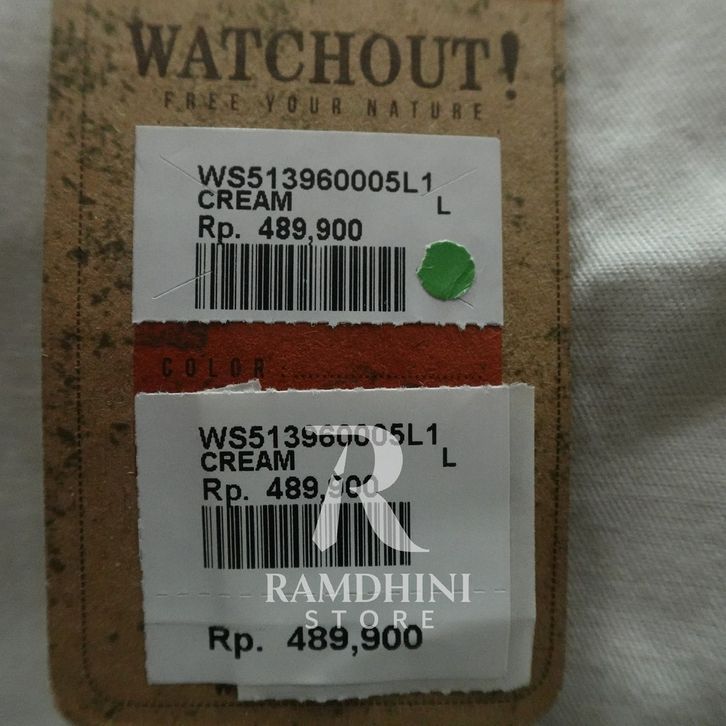 WATCHOUT!
FREE YOUR NATURE
WS513960005L1
CREAM L
Rp. 489,900
COLOR
WS513960005L1
CREAM L
Rp. 489,900
R
RAMDHINI
STORE
Rp. 489,900